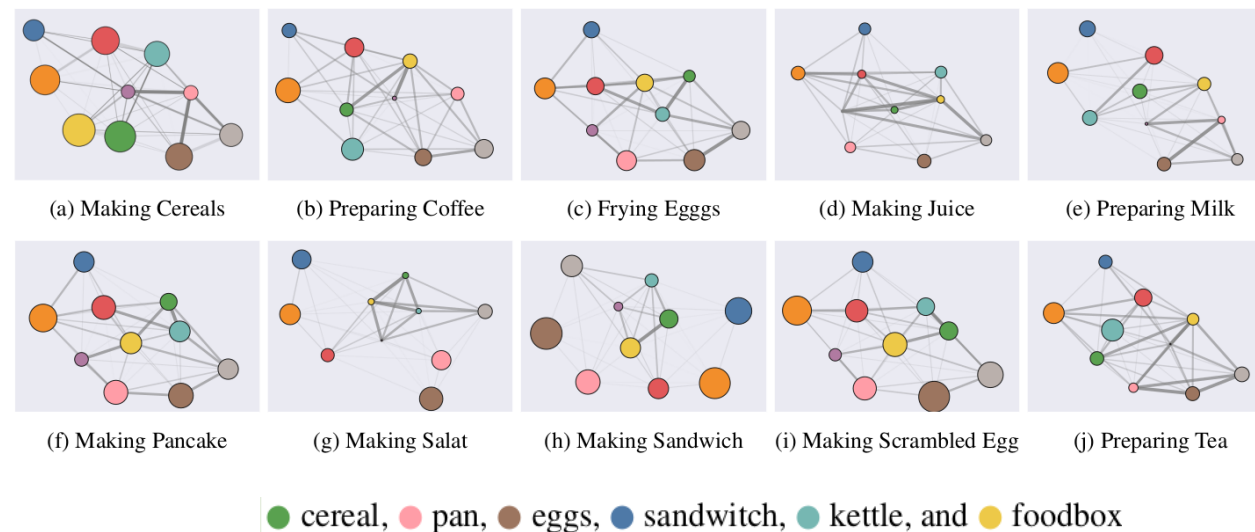 (a) Making Cereals
(b) Preparing Coffee
(c) Frying Egggs
(d) Making Juice
(e) Preparing Milk
(f) Making Pancake
(g) Making Salat
(h) Making Sandwich
(i) Making Scrambled Egg
(j) Preparing Tea
cereal, pan, eggs, sandwitch, kettle, and foodbox